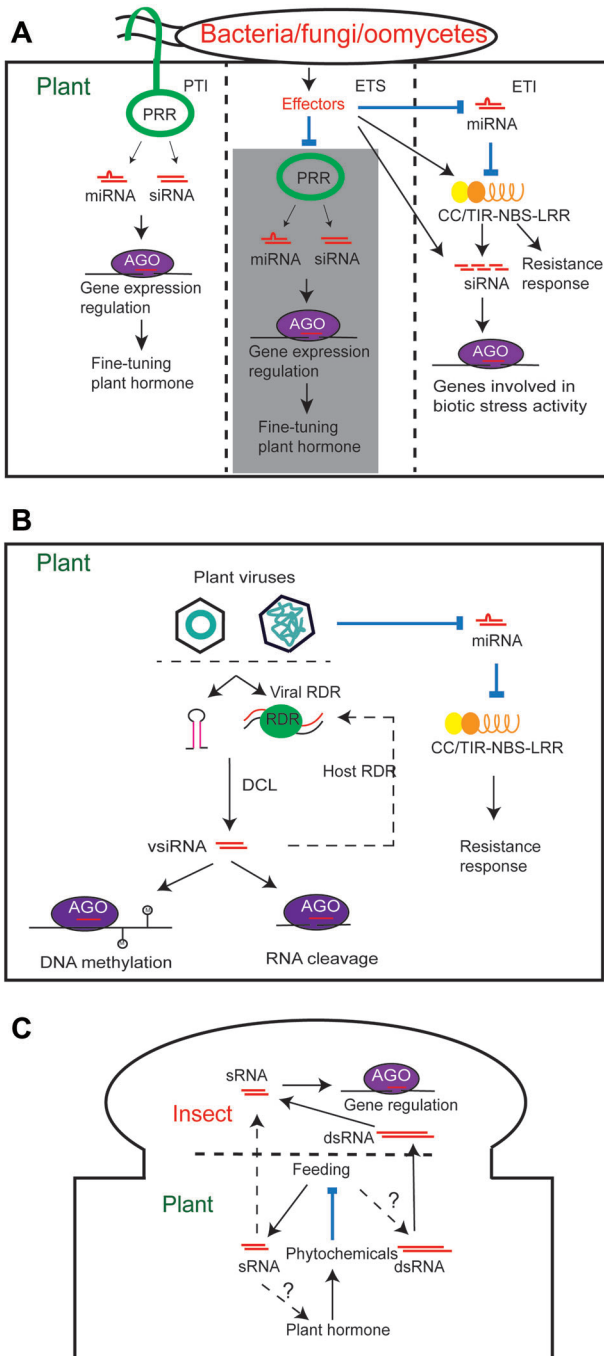 A
Bacteria/fungi/oomycetes
Plant
PTI
PRR
miRNA
siRNA
AGO
Gene expression
regulation
Fine-tuning
plant hormone
ETS
Effectors
PRR
miRNA
siRNA
AGO
Gene expression
regulation
Fine-tuning
plant hormone
ETI
miRNA
CC/TIR-NBS-LRR
siRNA
Resistance
response
AGO
Genes involved in
biotic stress activity
B
Plant
Plant viruses
miRNA
Viral RDR
RDR
CC/TIR-NBS-LRR
Host RDR
DCL
Resistance
response
vsiRNA
AGO
M
M
DNA methylation
AGO
RNA cleavage
C
sRNA
AGO
Gene regulation
Insect
dsRNA
Feeding
Plant
?
sRNA
Phytochemicals
dsRNA
?
Plant hormone